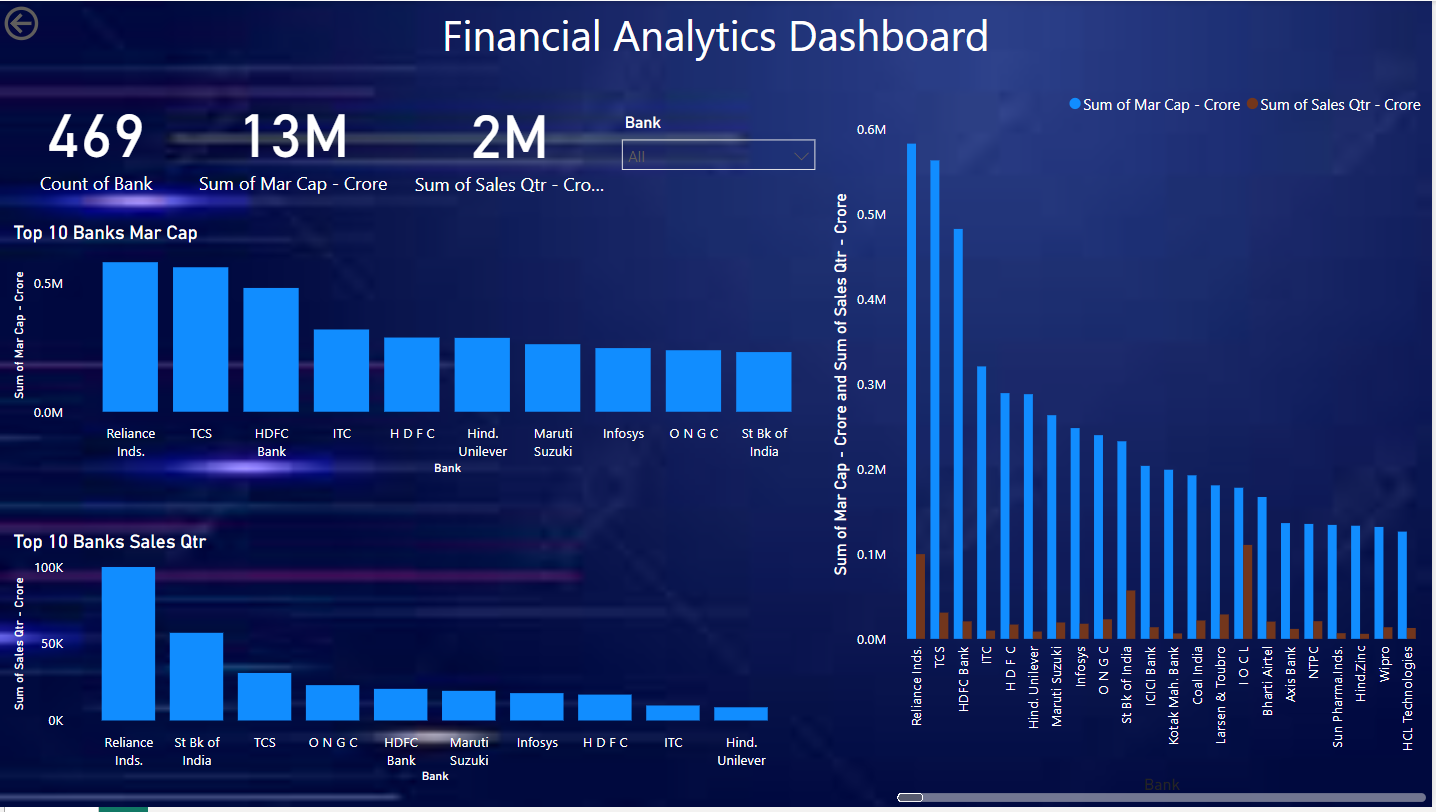 Financial Analytics Dashboard
469
Count of Bank
13M
Sum of Mar Cap - Crore
2M
Sum of Sales Qtr - Cro...
Bank
All
Top 10 Banks Mar Cap
Sum of Mar Cap - Crore
0.5M
0.0M
Reliance Inds.
TCS
HDFC Bank
ITC
H D F C
Hind. Unilever
Maruti Suzuki
Infosys
O N G C
St Bk of India
Bank
Top 10 Banks Sales Qtr
Sum of Sales Qtr - Crore
100K
50K
0K
Reliance Inds.
St Bk of India
TCS
O N G C
HDFC Bank
Maruti Suzuki
Infosys
H D F C
ITC
Hind. Unilever
Bank
Sum of Mar Cap - Crore
Sum of Sales Qtr - Crore
Sum of Mar Cap - Crore and Sum of Sales Qtr - Crore
0.6M
0.5M
0.4M
0.3M
0.2M
0.1M
0.0M
Reliance Inds.
TCS
HDFC Bank
ITC
H D F C
Hind. Unilever
Maruti Suzuki
Infosys
O N G C
St Bk of India
ICICI Bank
Kotak Mah. Bank
Coal India
Larsen & Toubro
I O C L
Bharti Airtel
Axis Bank
NTPC
Sun Pharma.Inds.
Hind.Zinc
Wipro
HCL Technologies
Bank